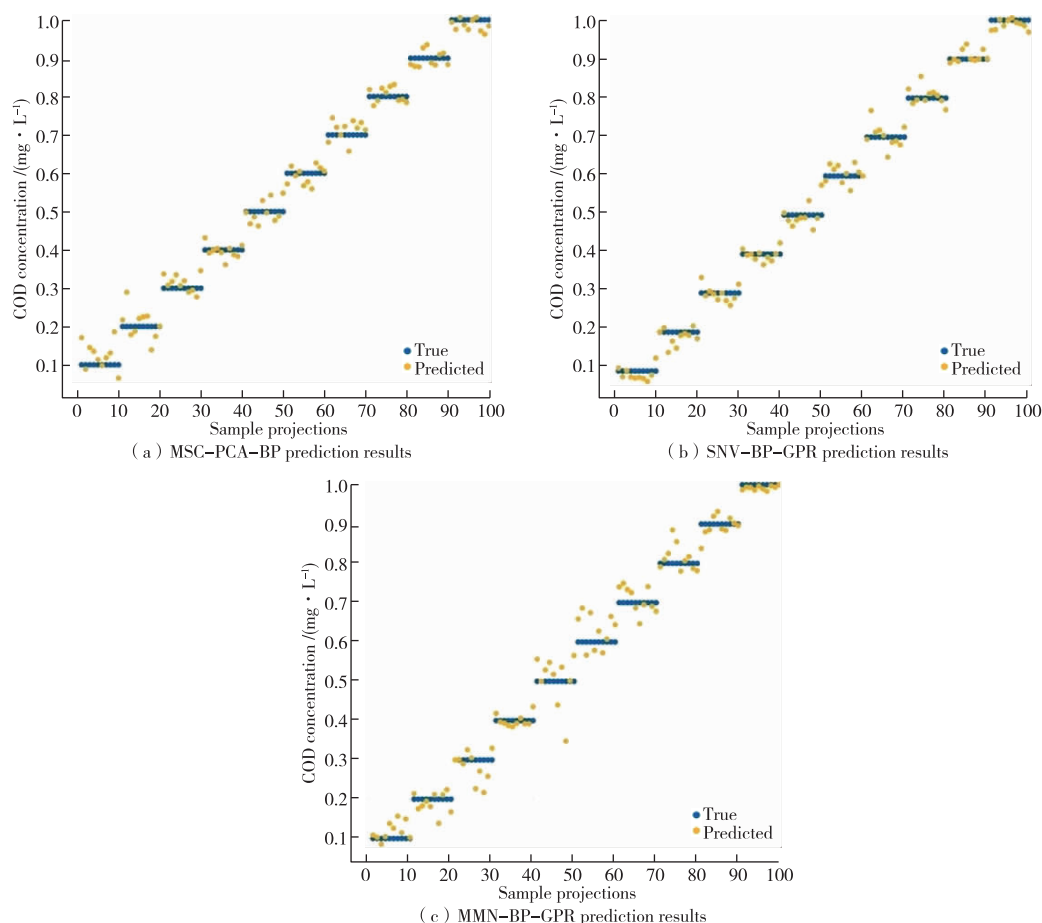 1.0
0.9
0.8
0.7
0.6
0.5
0.4
0.3
0.2
0.1
COD concentration /(mg·L⁻¹)
True
Predicted
0 10 20 30 40 50 60 70 80 90 100
Sample projections
(a) MSC-PCA-BP prediction results
1.0
0.9
0.8
0.7
0.6
0.5
0.4
0.3
0.2
0.1
COD concentration /(mg·L⁻¹)
True
Predicted
0 10 20 30 40 50 60 70 80 90 100
Sample projections
(b) SNV-BP-GPR prediction results
1.0
0.9
0.8
0.7
0.6
0.5
0.4
0.3
0.2
0.1
COD concentration /(mg·L⁻¹)
True
Predicted
0 10 20 30 40 50 60 70 80 90 100
Sample projections
(c) MMN-BP-GPR prediction results